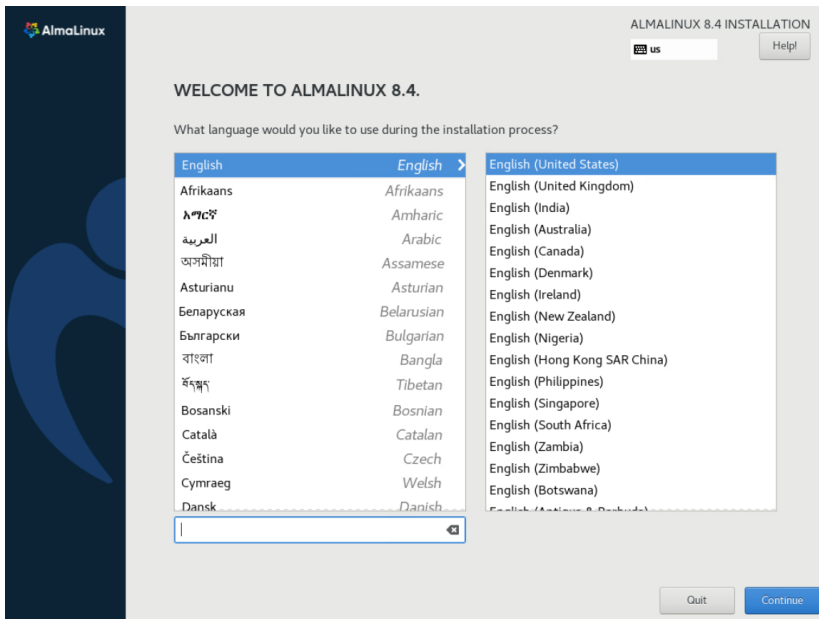 AlmaLinux
ALMALINUX 8.4 INSTALLATION
us
Help!
WELCOME TO ALMALINUX 8.4.
What language would you like to use during the installation process?
English English
Afrikaans Afrikaans
አማርኛ Amharic
العربية Arabic
অসমীয়া Assamese
Asturianu Asturian
Беларуская Belarusian
Български Bulgarian
বাংলা Bangla
བོད་སྐད་ Tibetan
Bosanski Bosnian
Català Catalan
Čeština Czech
Cymraeg Welsh
Dansk Danish
English (United States)
English (United Kingdom)
English (India)
English (Australia)
English (Canada)
English (Denmark)
English (Ireland)
English (New Zealand)
English (Nigeria)
English (Hong Kong SAR China)
English (Philippines)
English (Singapore)
English (South Africa)
English (Zambia)
English (Zimbabwe)
English (Botswana)
English (Antigua & Barbuda)
Quit
Continue